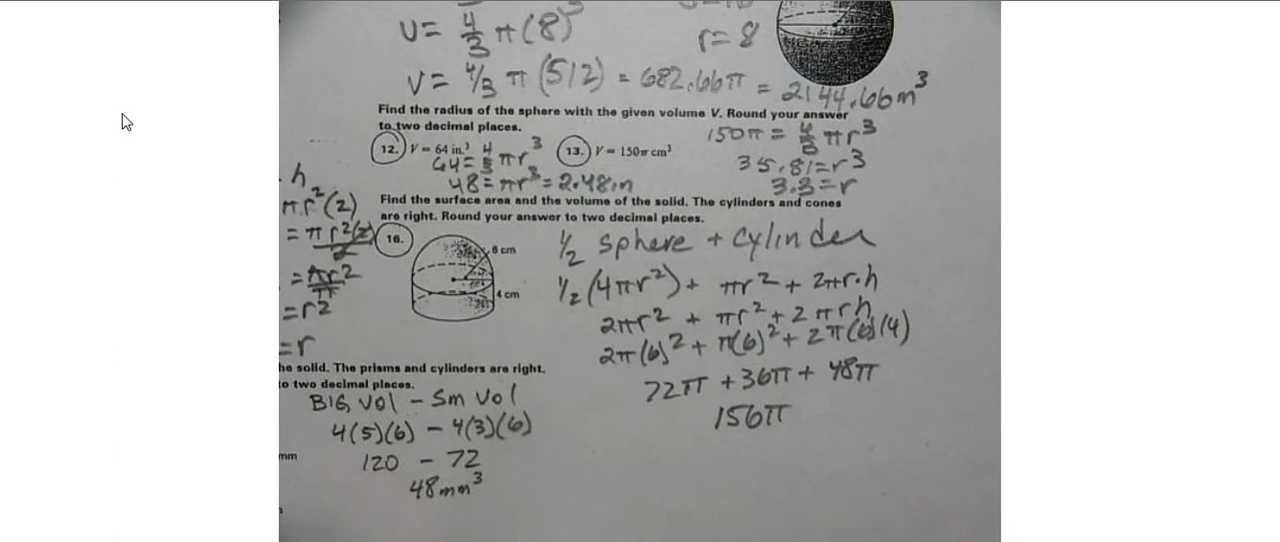 V = 4/3 π(8)³
r = 8
V = 4/3 π (512) = 682.66π = 2144.66m³
Find the radius of the sphere with the given volume V. Round your answer
to two decimal places.
150π = 4/3 πr³
12. V = 64 in.³
13. V = 150π cm³
64 = 4/3 πr³
35.81 = r³
48 = πr³ = 2.48in
3.3 = r
h
πr²(2)
= πr²(2)
2
= πr²
π
= r²
= r
Find the surface area and the volume of the solid. The cylinders and cones
are right. Round your answer to two decimal places.
16.
6 cm
4 cm
1/2 sphere + cylinder
1/2 (4πr²) + πr² + 2πr·h
2πr² + πr² + 2πrh
2π(6)² + π(6)² + 2π(6)(4)
72π + 36π + 48π
156π
he solid. The prisms and cylinders are right.
to two decimal places.
BIG Vol - Sm Vol
4(5)(6) - 4(3)(6)
mm
120 - 72
48mm³